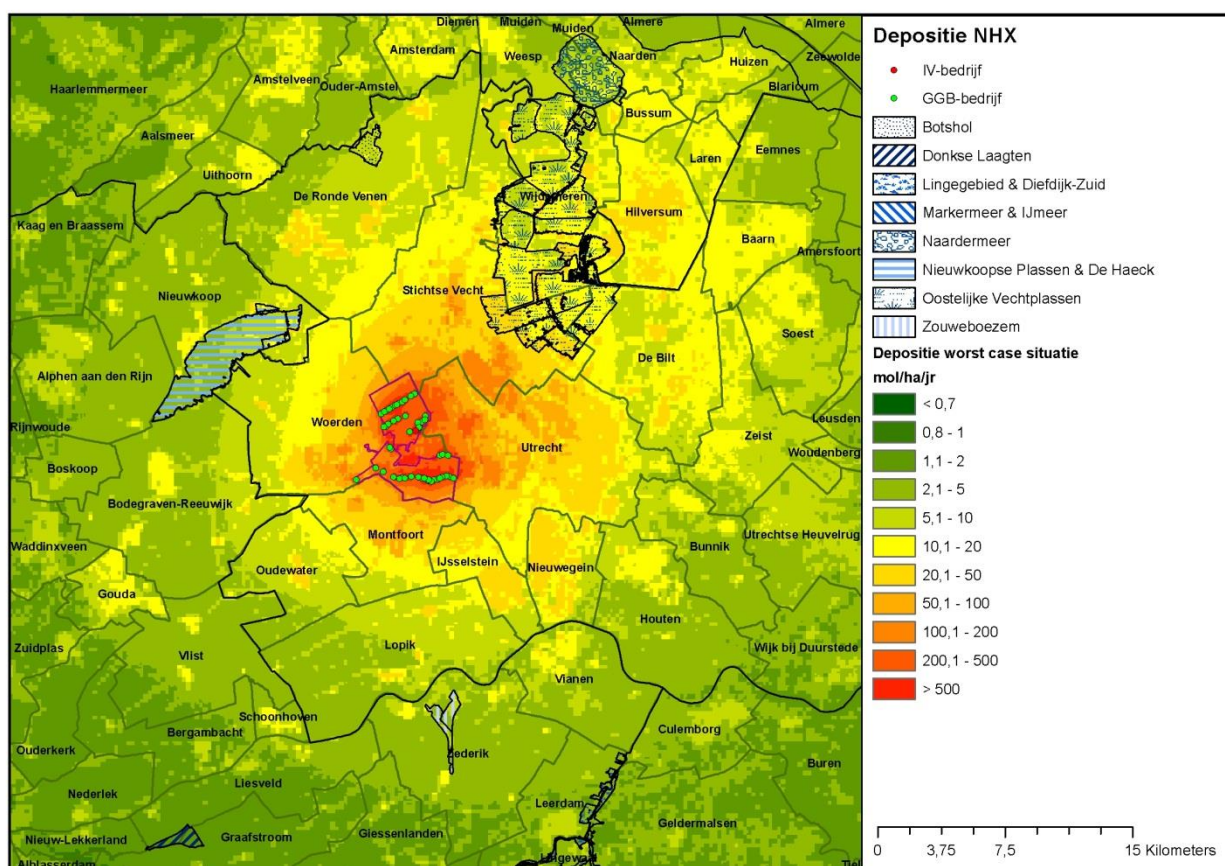 Diemen
Muiden
Almere
Almere
Muiden
Amsterdam
Weesp
Naarden
Huizen
Zeewolde
Amstelveen
Ouder-Amstel
Blaricum
Haarlemmermeer
Bussum
Aalsmeer
Laren
Eemnes
Uithoorn
De Ronde Venen
Wijdemeren
Hilversum
Kaag en Braassem
Baarn
Amersfoort
Nieuwkoop
Stichtse Vecht
Soest
De Bilt
Alphen aan den Rijn
Leusden
Rijnwoude
Woerden
Utrecht
Zeist
Woudenberg
Boskoop
Bodegraven-Reeuwijk
Montfoort
Utrechtse Heuvelrug
Waddinxveen
Bunnik
IJsselstein
Oudewater
Nieuwegein
Gouda
Houten
Zuidplas
Vlist
Lopik
Wijk bij Duurstede
Vianen
Schoonhoven
Bergambacht
Culemborg
Ouderkerk
Zederik
Buren
Liesveld
Nederlek
Leerdam
Nieuw-Lekkerland
Graafstroom
Giessenlanden
Geldermalsen
Alblasserdam
Lingewaal
Tiel
Depositie NHX
IV-bedrijf
GGB-bedrijf
Botshol
Donkse Laagten
Lingegebied & Diefdijk-Zuid
Markermeer & IJmeer
Naardermeer
Nieuwkoopse Plassen & De Haeck
Oostelijke Vechtplassen
Zouweboezem
Depositie worst case situatie
mol/ha/jr
< 0,7
0,8 - 1
1,1 - 2
2,1 - 5
5,1 - 10
10,1 - 20
20,1 - 50
50,1 - 100
100,1 - 200
200,1 - 500
> 500
0 3,75 7,5 15 Kilometers